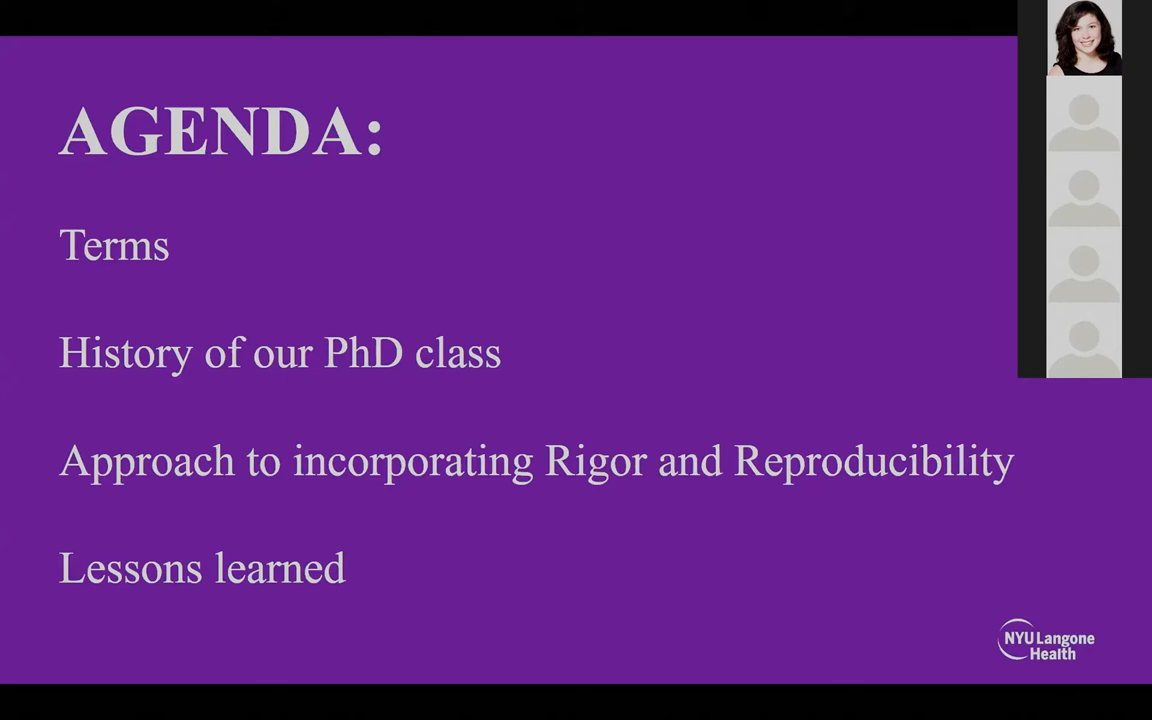 AGENDA:
Terms
History of our PhD class
Approach to incorporating Rigor and Reproducibility
Lessons learned
NYU Langone
Health